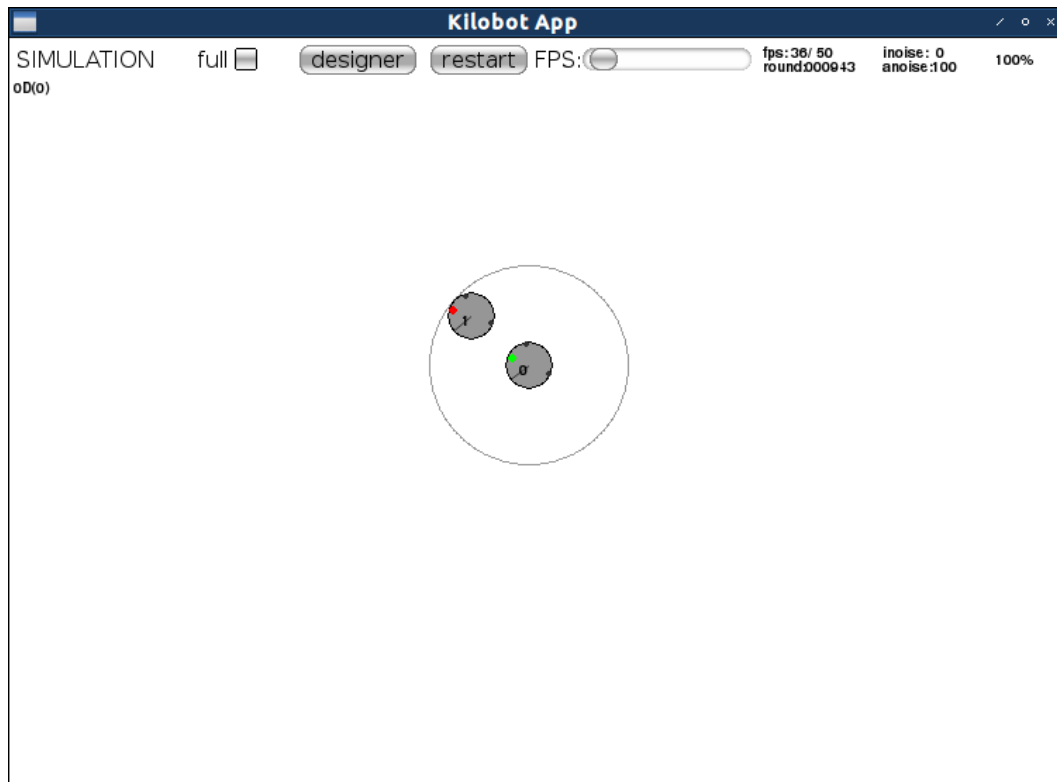 Kilobot App
SIMULATION full designer restart FPS: fps: 36/ 50 inoise: 0 100%
round:000943 anoise:100
oD(o)
1
0